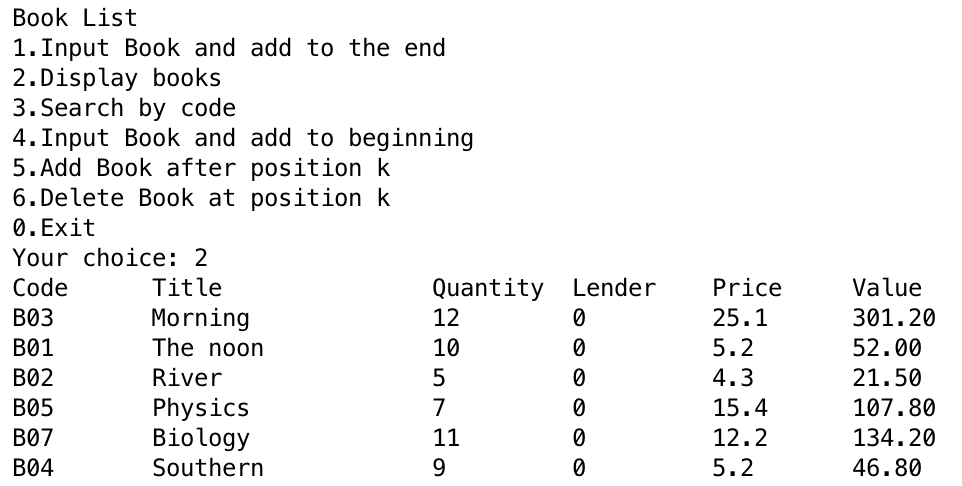 Book List
1.Input Book and add to the end
2.Display books
3.Search by code
4.Input Book and add to beginning
5.Add Book after position k
6.Delete Book at position k
0.Exit
Your choice: 2
Code Title Quantity Lender Price Value
B03 Morning 12 0 25.1 301.20
B01 The noon 10 0 5.2 52.00
B02 River 5 0 4.3 21.50
B05 Physics 7 0 15.4 107.80
B07 Biology 11 0 12.2 134.20
B04 Southern 9 0 5.2 46.80